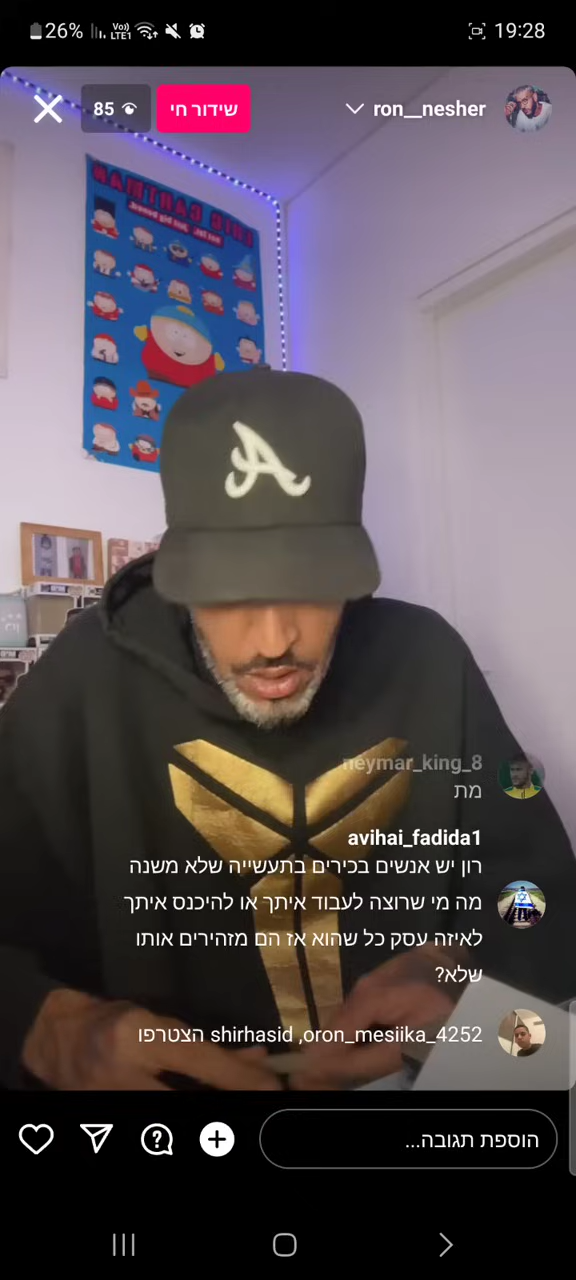 26% Vo)) LTE1 19:28
ron__nesher שידור חי 85
A
neymar_king_8
מת
avihai_fadida1
רון יש אנשים בכירים בתעשייה שלא משנה
מה מי שרוצה לעבוד איתך או להיכנס איתך
לאיזה עסק כל שהוא אז הם מזהירים אותו
שלא?
shirhasid ,oron_mesiika_4252 הצטרפו
הוספת תגובה...